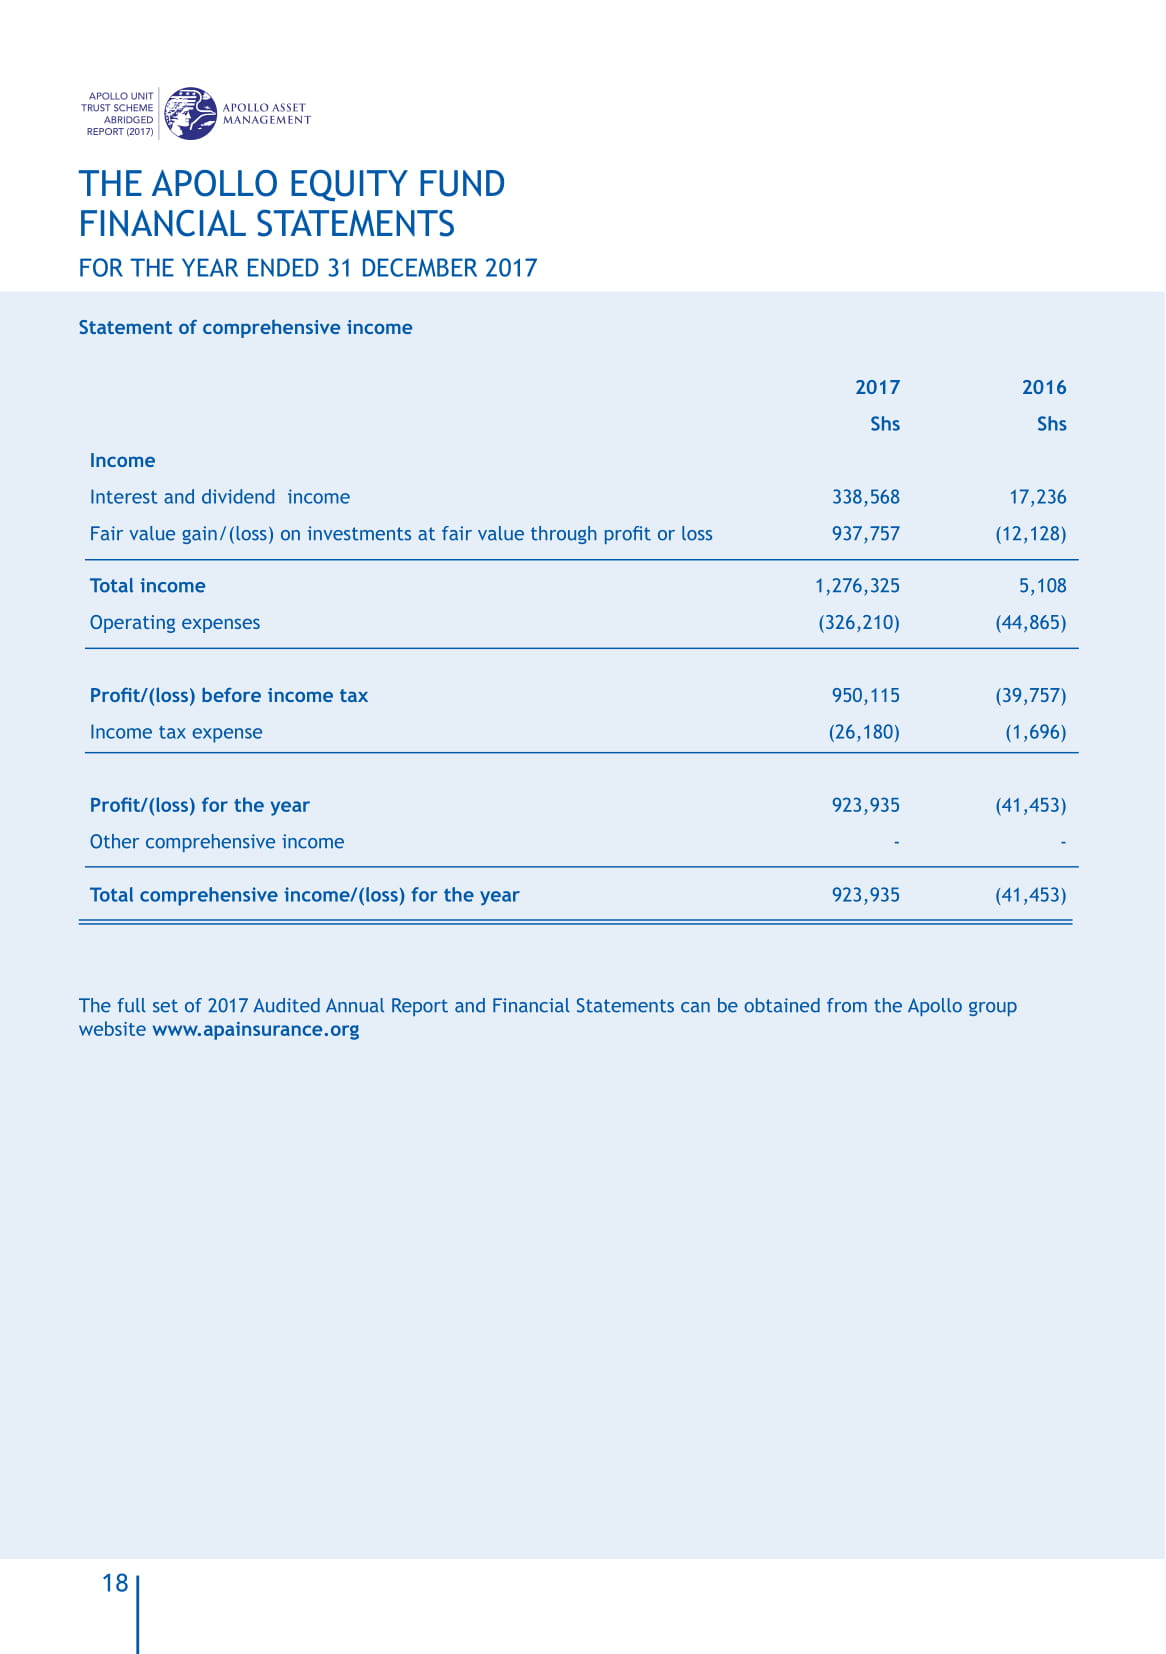 APOLLO UNIT
TRUST SCHEME
ABRIDGED
REPORT (2017)
APOLLO ASSET
MANAGEMENT
THE APOLLO EQUITY FUND
FINANCIAL STATEMENTS
FOR THE YEAR ENDED 31 DECEMBER 2017
Statement of comprehensive income
2017 2016
Shs Shs
Income
Interest and dividend income 338,568 17,236
Fair value gain/(loss) on investments at fair value through profit or loss 937,757 (12,128)
Total income 1,276,325 5,108
Operating expenses (326,210) (44,865)
Profit/(loss) before income tax 950,115 (39,757)
Income tax expense (26,180) (1,696)
Profit/(loss) for the year 923,935 (41,453)
Other comprehensive income - -
Total comprehensive income/(loss) for the year 923,935 (41,453)
The full set of 2017 Audited Annual Report and Financial Statements can be obtained from the Apollo group
website www.apainsurance.org
18